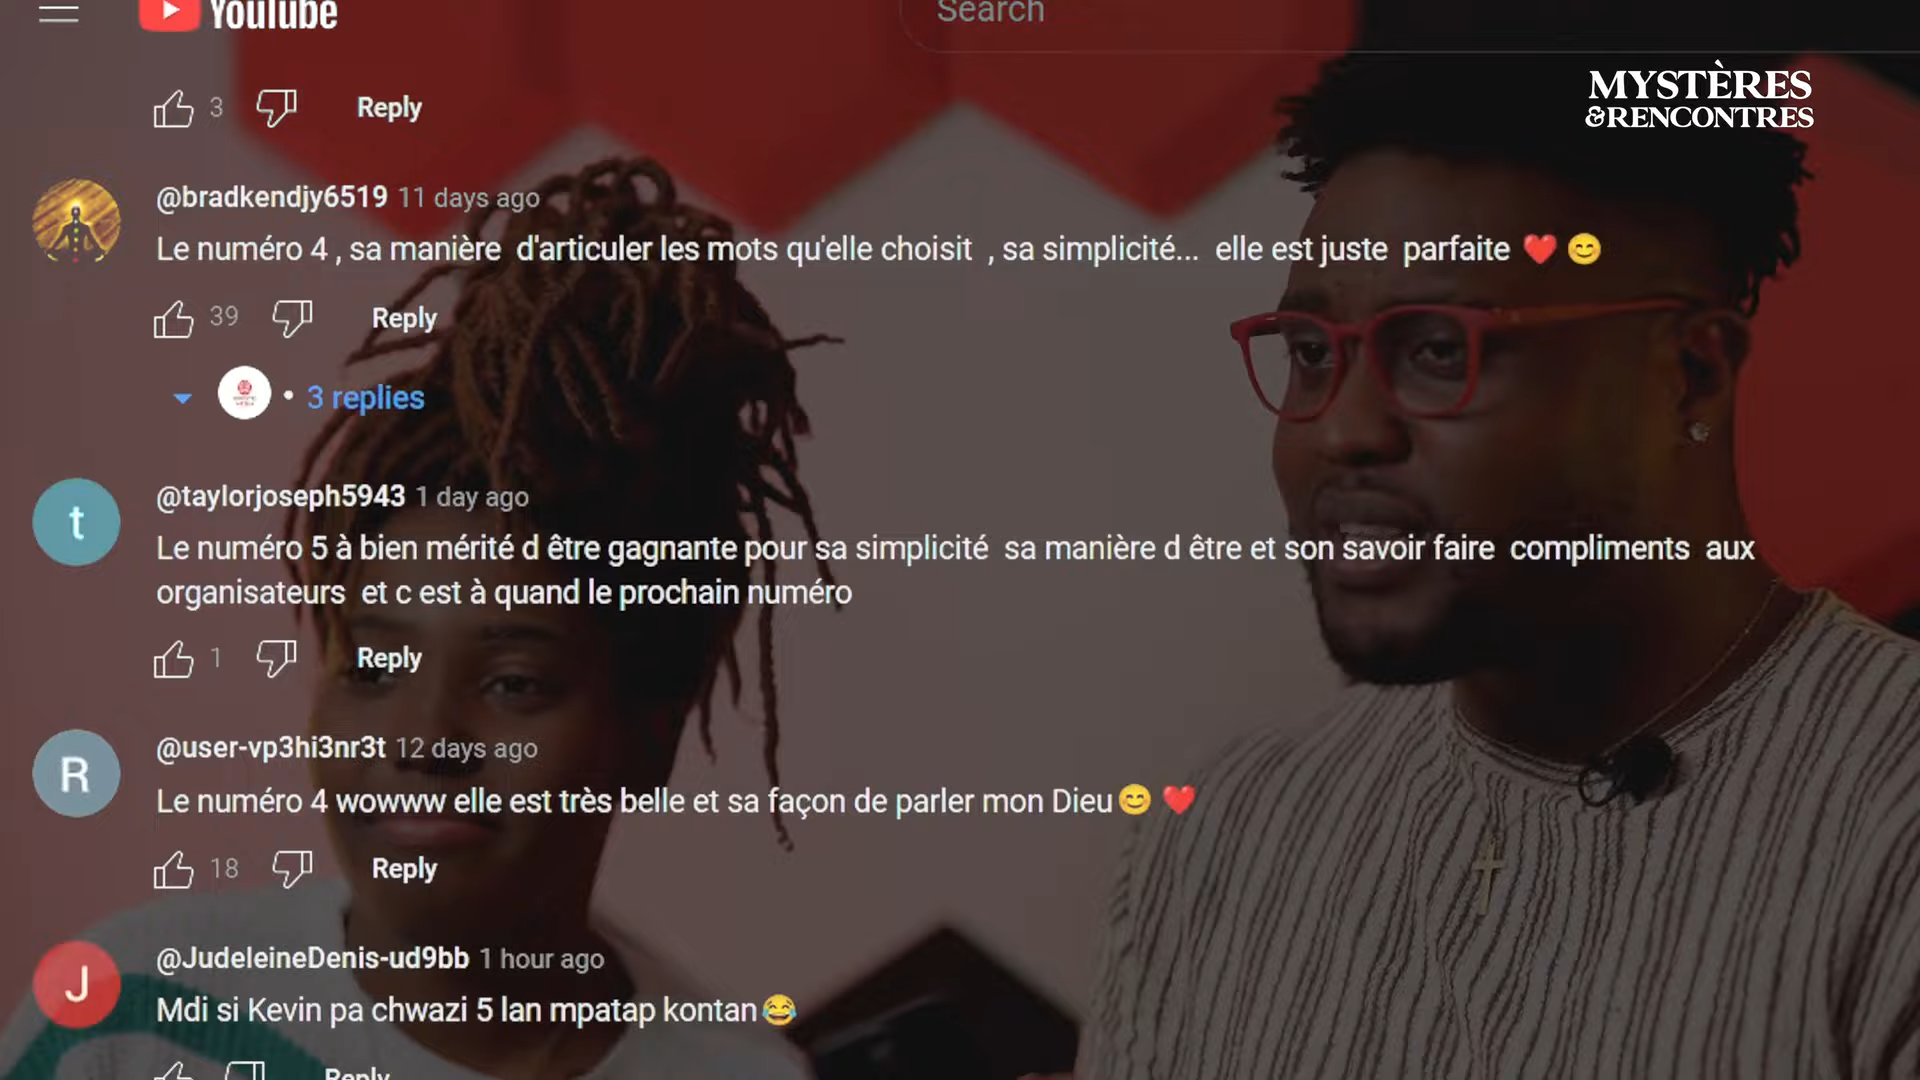 YouTube
Search
MYSTÈRES
&RENCONTRES
3 Reply
@bradkendjy6519 11 days ago
Le numéro 4 , sa manière d'articuler les mots qu'elle choisit , sa simplicité... elle est juste parfaite ❤️ 😊
39 Reply
• 3 replies
t
@taylorjoseph5943 1 day ago
Le numéro 5 à bien mérité d être gagnante pour sa simplicité sa manière d être et son savoir faire compliments aux
organisateurs et c est à quand le prochain numéro
1 Reply
R
@user-vp3hi3nr3t 12 days ago
Le numéro 4 wowww elle est très belle et sa façon de parler mon Dieu😊 ❤️
18 Reply
J
@JudeleineDenis-ud9bb 1 hour ago
Mdi si Kevin pa chwazi 5 lan mpatap kontan😂
Reply